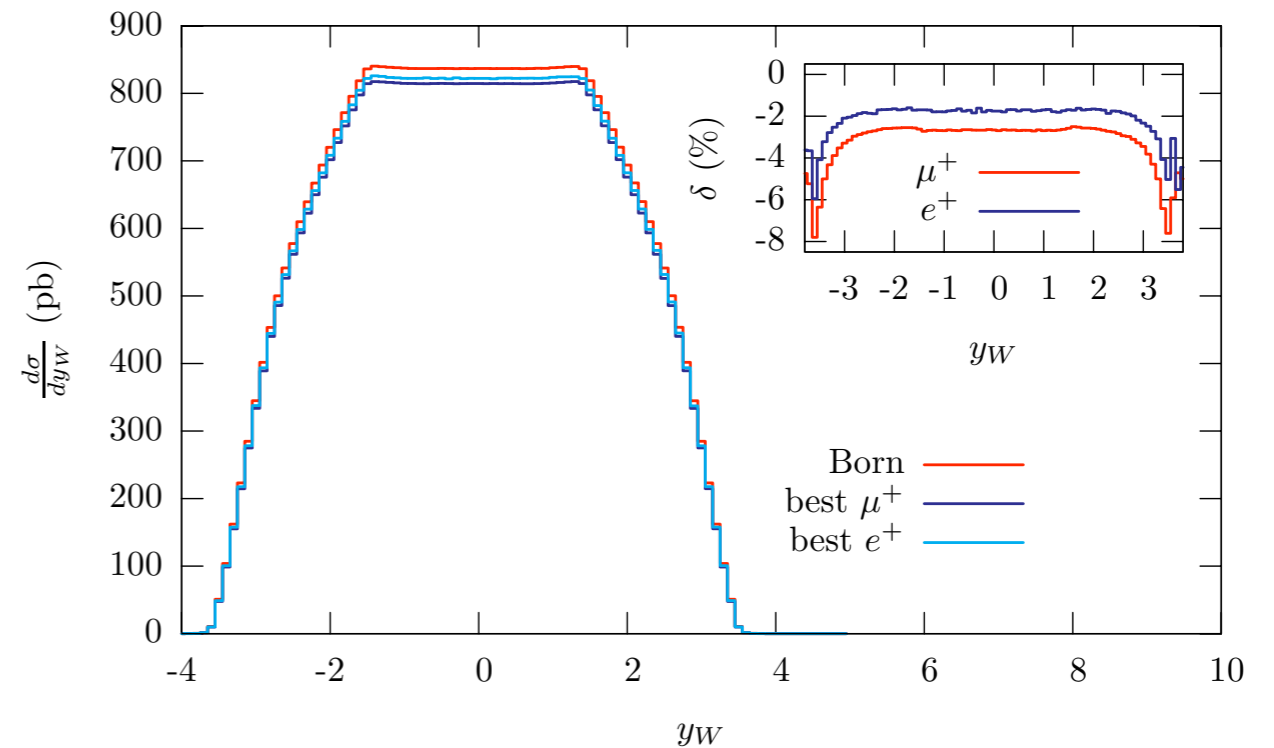 900
800
700
600
500
400
300
200
100
0
dσ/dy_W (pb)
-4 -2 0 2 4 6 8 10
y_W
0
-2
-4
-6
-8
δ (%)
μ⁺
e⁺
-3 -2 -1 0 1 2 3
y_W
Born
best μ⁺
best e⁺